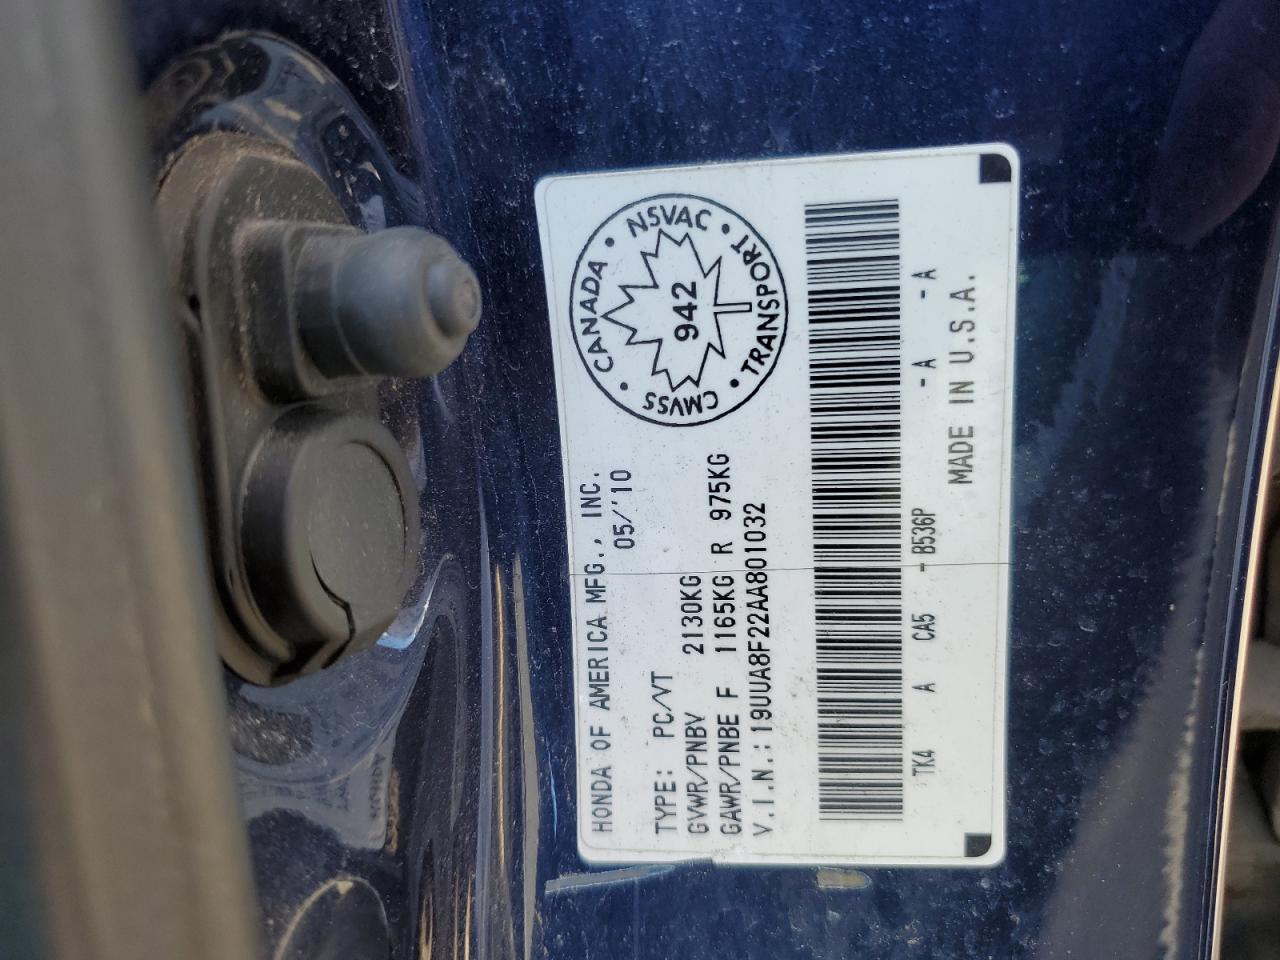 HONDA OF AMERICA MFG., INC.
05/'10
TYPE: PC/VT
GVWR/PNBV 2130KG
GAWR/PNBE F 1165KG R 975KG
V.I.N.: 19UUA8F22AA801032
CANADA • NSVAC • TRANSPORT • CMVSS •
942
TK4 A CA5 - B536P - A - A
MADE IN U.S.A.